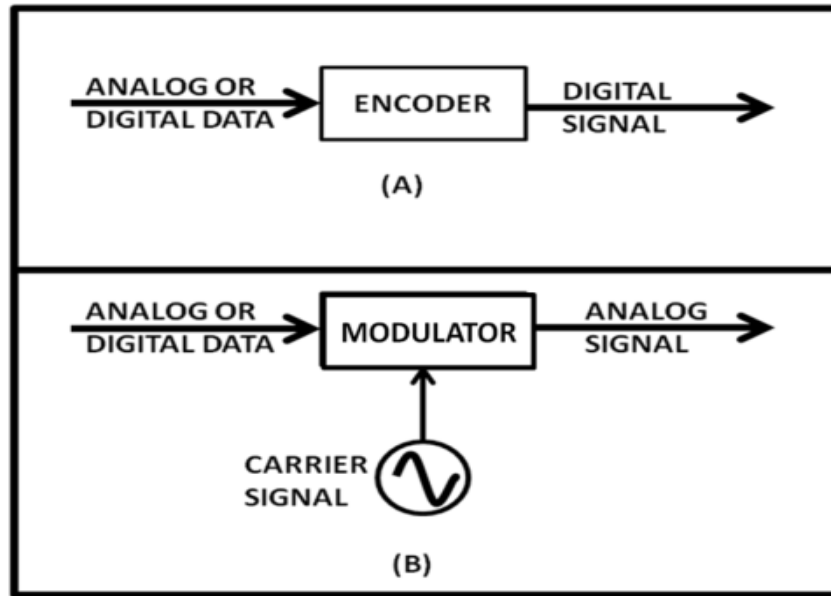 ANALOG OR
DIGITAL DATA
ENCODER
DIGITAL
SIGNAL
(A)
ANALOG OR
DIGITAL DATA
MODULATOR
ANALOG
SIGNAL
CARRIER
SIGNAL
(B)